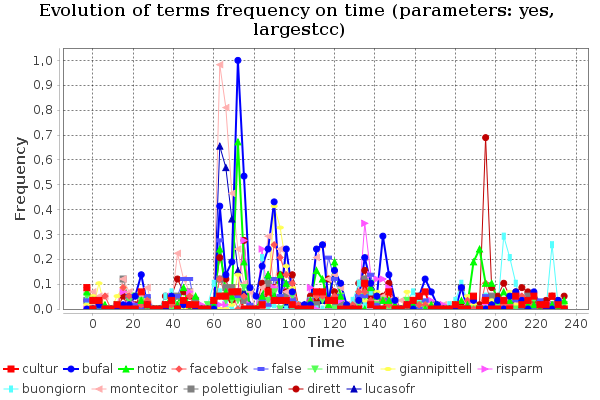 Evolution of terms frequency on time (parameters: yes,
largestcc)
1,0
0,9
0,8
0,7
0,6
0,5
0,4
0,3
0,2
0,1
0,0
Frequency
0 20 40 60 80 100 120 140 160 180 200 220 240
Time
cultur bufal notiz facebook false immunit giannipittell risparm
buongiorn montecitor polettigiulian dirett lucasofr